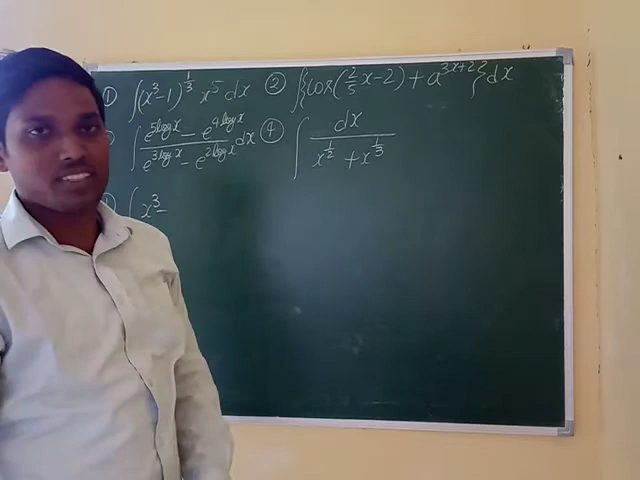 ① ∫(x³-1)^{1/3} x⁵ dx ② ∫{cos(2/5 x-2) + a^{3x+2}} dx
∫ (e^{5logx} - e^{4logx})/(e^{3logx} - e^{2logx}) dx ④ ∫ dx/(x^{1/2} + x^{1/3})
∫ x³-